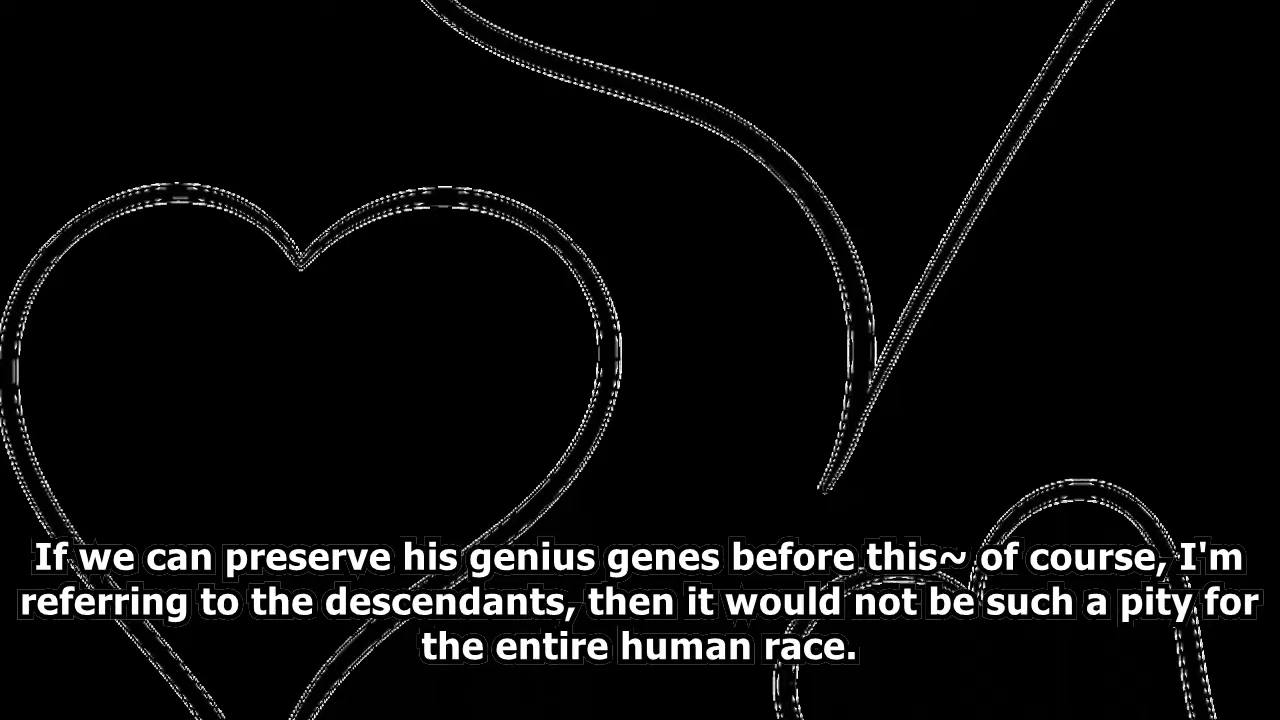 If we can preserve his genius genes before this~ of course, I'm
referring to the descendants, then it would not be such a pity for
the entire human race.